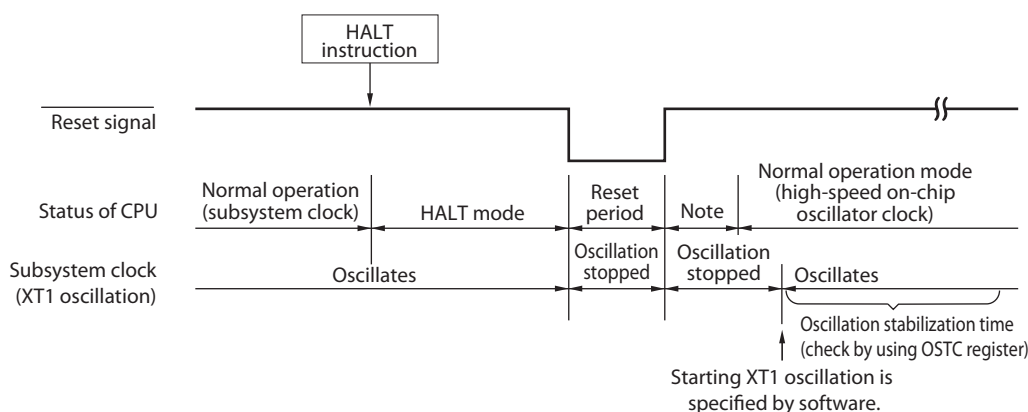 HALT
instruction
Reset signal
Status of CPU
Normal operation
(subsystem clock)
HALT mode
Reset
period
Note
Normal operation mode
(high-speed on-chip
oscillator clock)
Subsystem clock
(XT1 oscillation)
Oscillates
Oscillation
stopped
Oscillation
stopped
Oscillates
Oscillation stabilization time
(check by using OSTC register)
Starting XT1 oscillation is
specified by software.